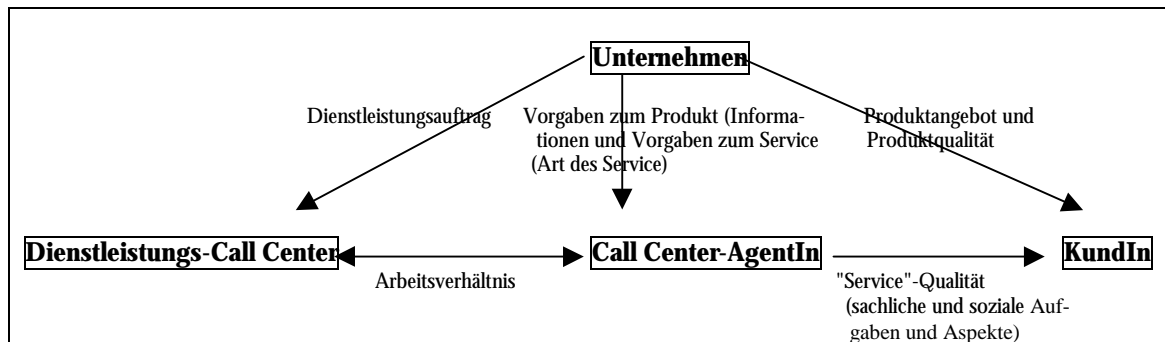 Unternehmen
Dienstleistungsauftrag
Vorgaben zum Produkt (Informa-
tionen und Vorgaben zum Service
(Art des Service)
Produktangebot und
Produktqualität
Dienstleistungs-Call Center
Call Center-AgentIn
KundIn
Arbeitsverhältnis
"Service"-Qualität
(sachliche und soziale Auf-
gaben und Aspekte)